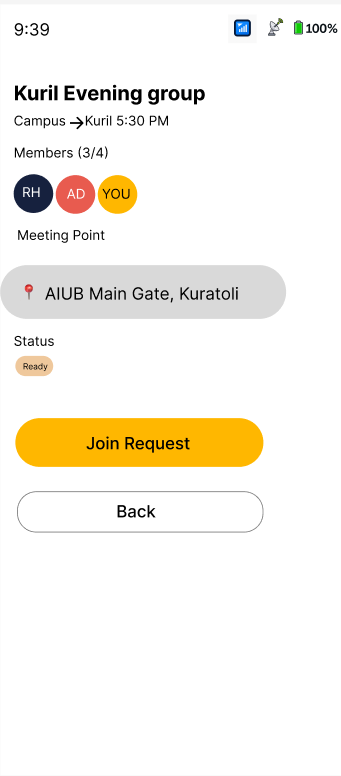 9:39 100%
Kuril Evening group
Campus →Kuril 5:30 PM
Members (3/4)
RH AD YOU
Meeting Point
AIUB Main Gate, Kuratoli
Status
Ready
Join Request
Back